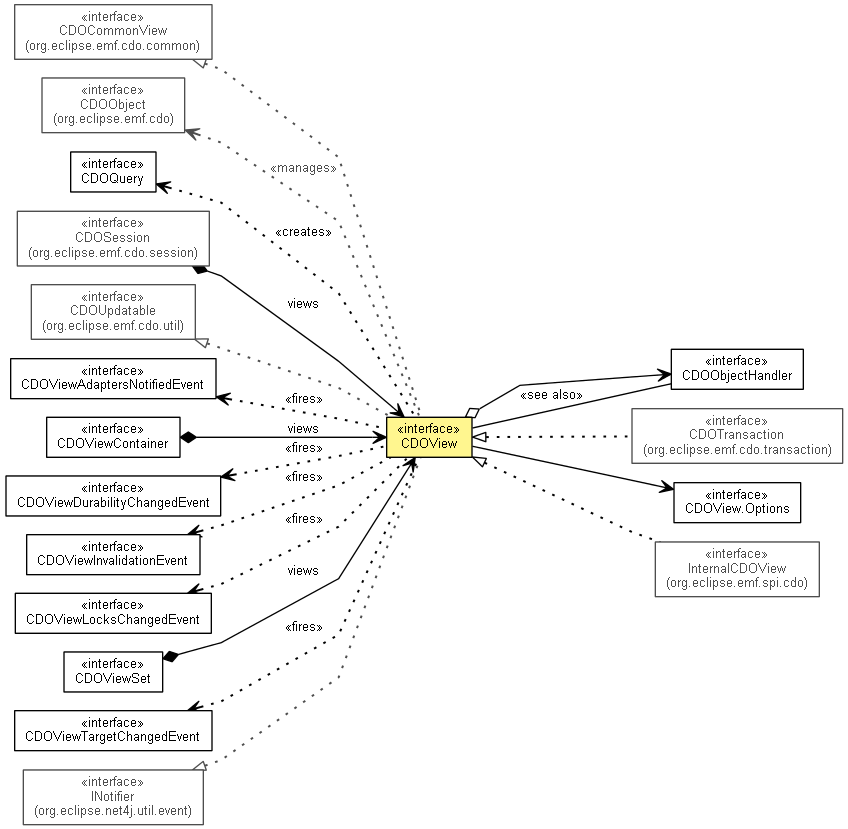 «interface»
CDOCommonView
(org.eclipse.emf.cdo.common)
«interface»
CDOObject
(org.eclipse.emf.cdo)
«manages»
«interface»
CDOQuery
«creates»
«interface»
CDOSession
(org.eclipse.emf.cdo.session)
views
«interface»
CDOUpdatable
(org.eclipse.emf.cdo.util)
«interface»
CDOViewAdaptersNotifiedEvent
«fires»
«interface»
CDOViewContainer
views
«fires»
«interface»
CDOViewDurabilityChangedEvent
«fires»
«interface»
CDOViewInvalidationEvent
«fires»
«interface»
CDOViewLocksChangedEvent
views
«interface»
CDOViewSet
«fires»
«interface»
CDOViewTargetChangedEvent
«interface»
INotifier
(org.eclipse.net4j.util.event)
«interface»
CDOView
«see also»
«interface»
CDOObjectHandler
«interface»
CDOTransaction
(org.eclipse.emf.cdo.transaction)
«interface»
CDOView.Options
«interface»
InternalCDOView
(org.eclipse.emf.spi.cdo)